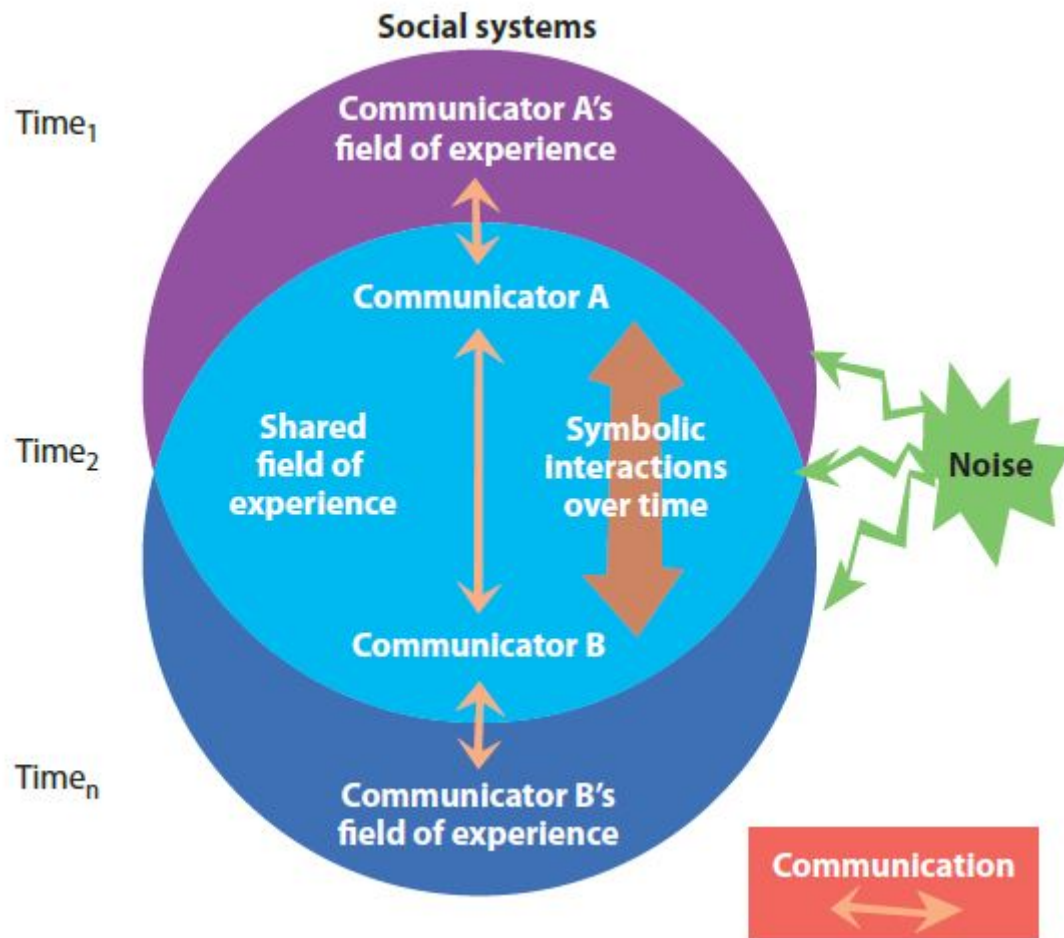 Social systems
Time₁
Communicator A's
field of experience
Communicator A
Time₂
Shared
field of
experience
Symbolic
interactions
over time
Noise
Communicator B
Timeₙ
Communicator B's
field of experience
Communication